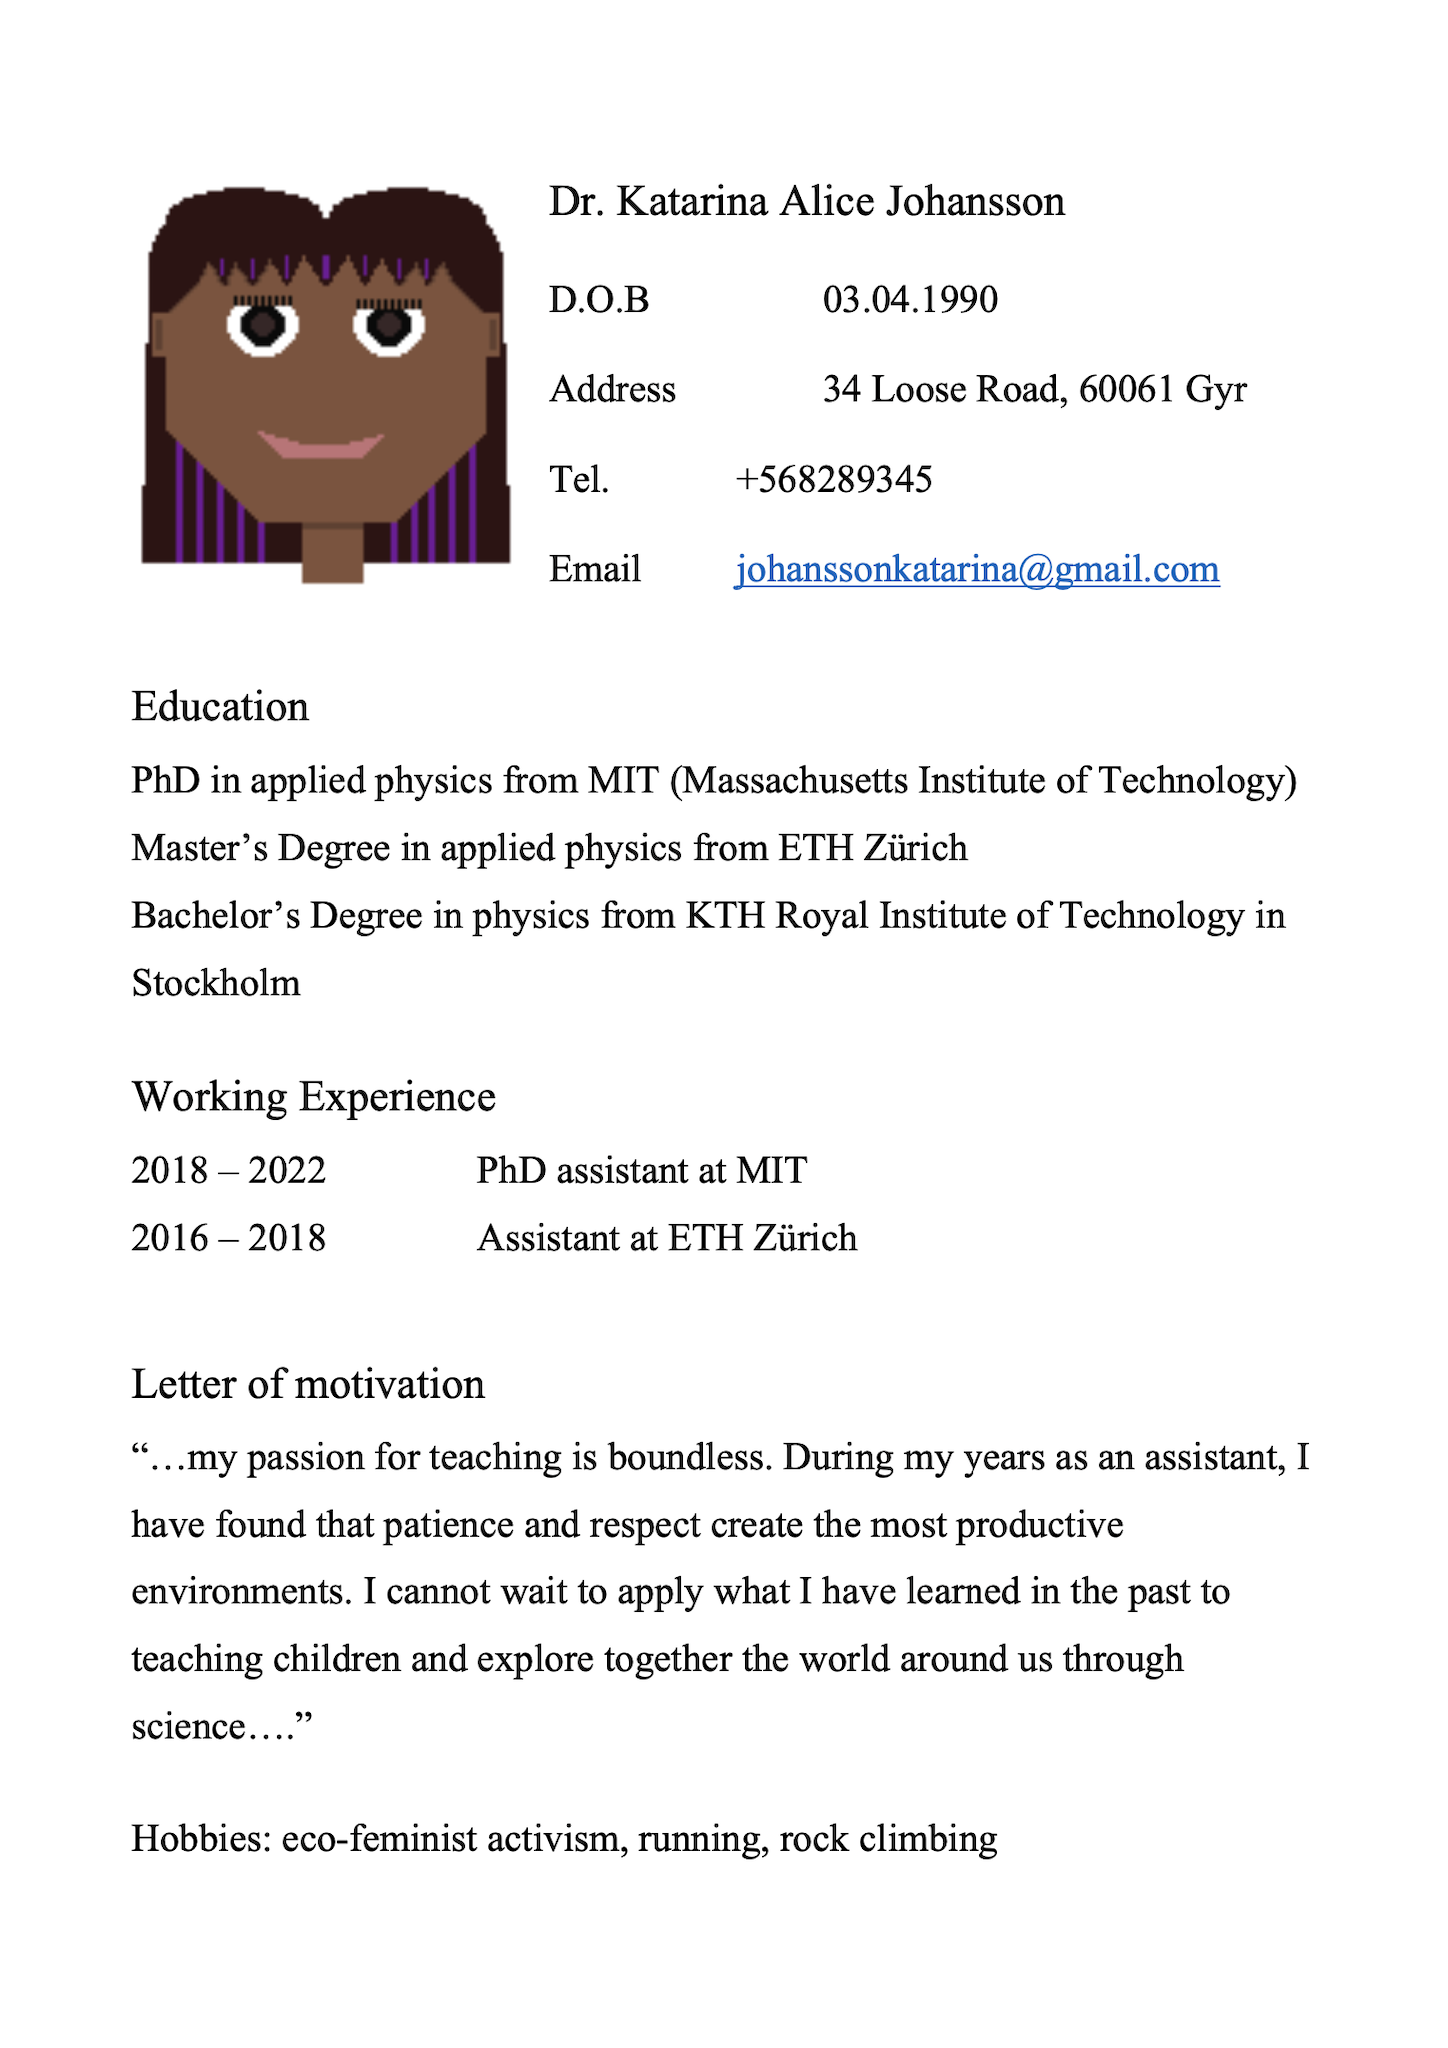 Dr. Katarina Alice Johansson
D.O.B 03.04.1990
Address 34 Loose Road, 60061 Gyr
Tel. +568289345
Email johanssonkatarina@gmail.com
Education
PhD in applied physics from MIT (Massachusetts Institute of Technology)
Master’s Degree in applied physics from ETH Zürich
Bachelor’s Degree in physics from KTH Royal Institute of Technology in
Stockholm
Working Experience
2018 – 2022 PhD assistant at MIT
2016 – 2018 Assistant at ETH Zürich
Letter of motivation
“…my passion for teaching is boundless. During my years as an assistant, I
have found that patience and respect create the most productive
environments. I cannot wait to apply what I have learned in the past to
teaching children and explore together the world around us through
science….”
Hobbies: eco-feminist activism, running, rock climbing